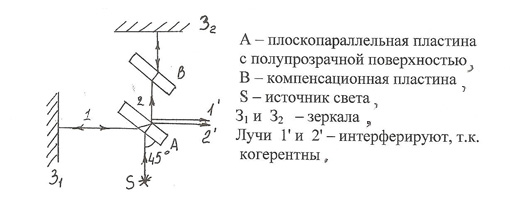 З₂
B
1
2
1'
2'
A
45°
S
З₁
А – плоскопараллельная пластина
с полупрозрачной поверхностью,
В – компенсационная пластина ,
S – источник света ,
З₁ и З₂ – зеркала ,
Лучи 1' и 2' – интерферируют, т.к.
когерентны ,